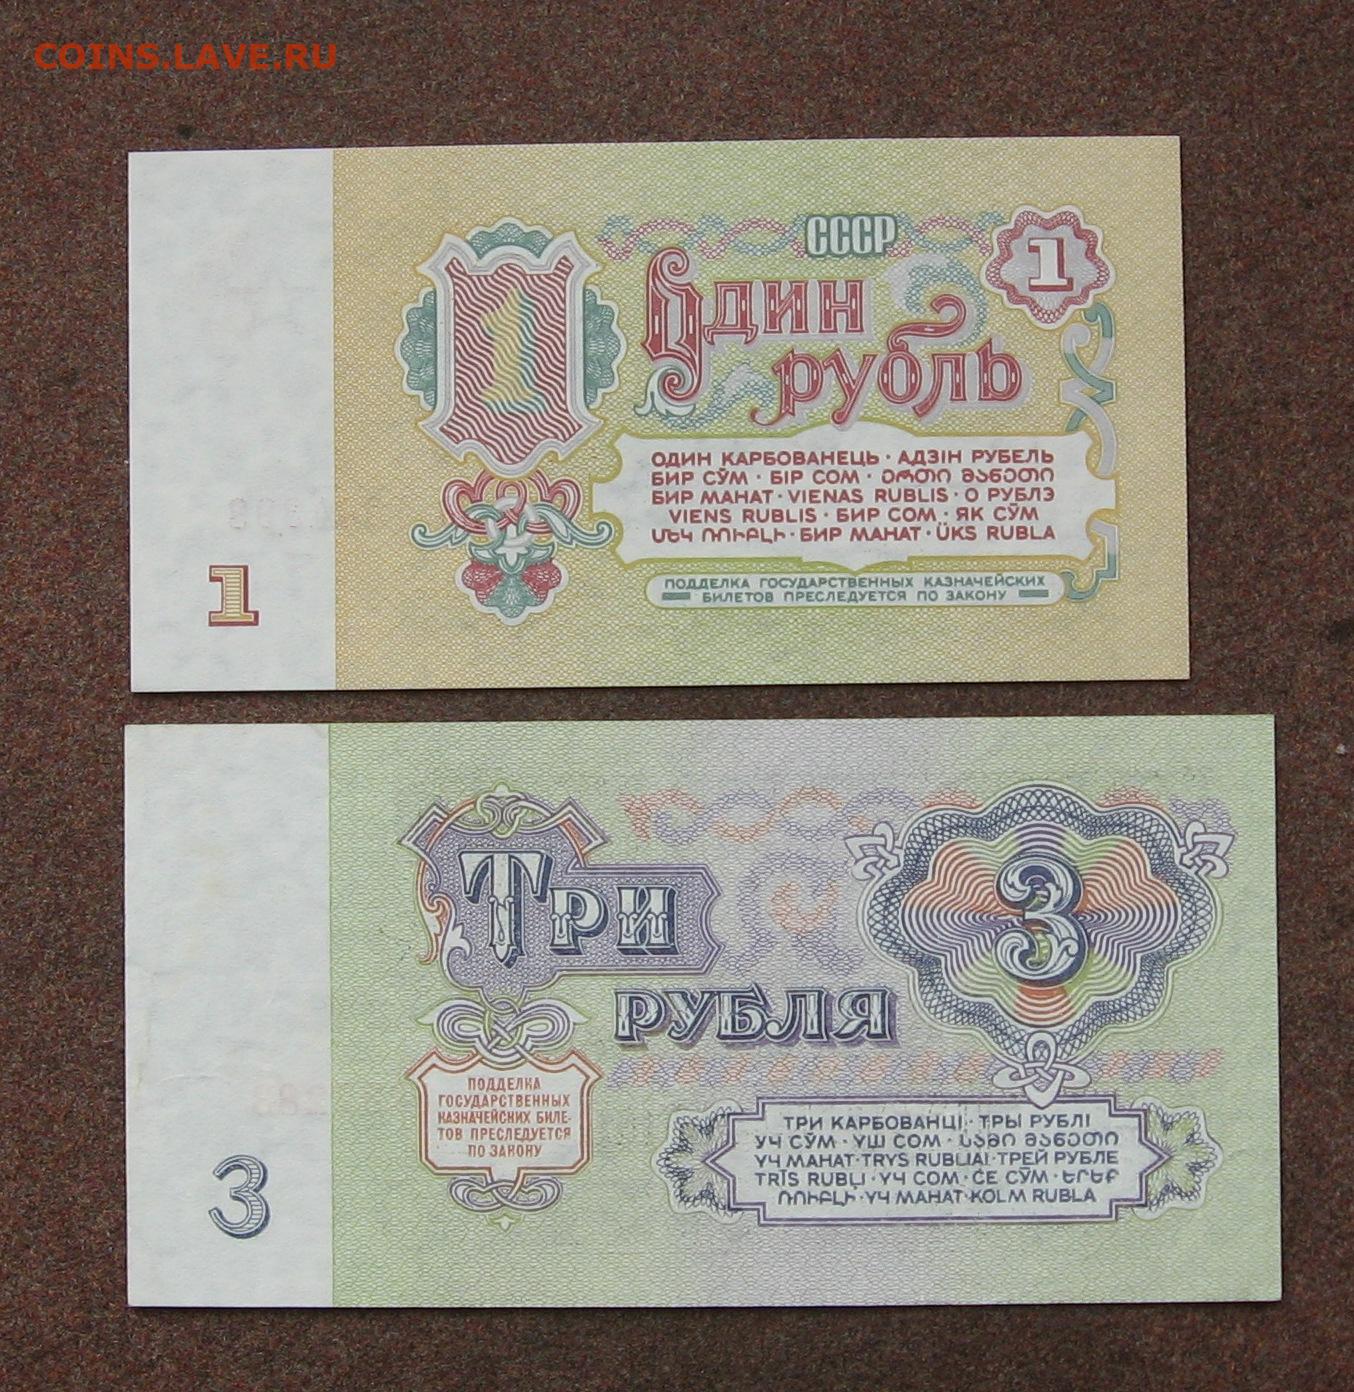 COINS.LAVE.RU
СССР
1
1
Один
рубль
ОДИН КАРБОВАНЕЦЬ · АДЗІН РУБЕЛЬ
БИР СЎМ · БІР СОМ · ᲔᲠᲗᲘ ᲛᲐᲜᲔᲗᲘ
БИР МАНАТ · VIENAS RUBLIS · О РУБЛЭ
VIENS RUBLIS · БИР СОМ · ЯК СӮМ
ՄԵԿ ՌՈՒԲԼԻ · БИР МАНАТ · ÜKS RUBLA
ПОДДЕЛКА ГОСУДАРСТВЕННЫХ КАЗНАЧЕЙСКИХ
БИЛЕТОВ ПРЕСЛЕДУЕТСЯ ПО ЗАКОНУ
1
Три
РУБЛЯ
3
ПОДДЕЛКА
ГОСУДАРСТВЕННЫХ
КАЗНАЧЕЙСКИХ БИЛЕ-
ТОВ ПРЕСЛЕДУЕТСЯ
ПО ЗАКОНУ
ТРИ КАРБОВАНЦІ · ТРЫ РУБЛІ
УЧ СЎМ · ҮШ СОМ · ᲡᲐᲛᲘ ᲛᲐᲜᲔᲗᲘ
ҮЧ МАНАТ · TRYS RUBLIAI · ТРЕЙ РУБЛЕ
TRĪS RUBĻI · ҮЧ СОМ · СЕ СӮМ · ԵՐԵՔ
ՌՈՒԲԼԻ · ҮЧ МАНАТ · KOLM RUBLA
3